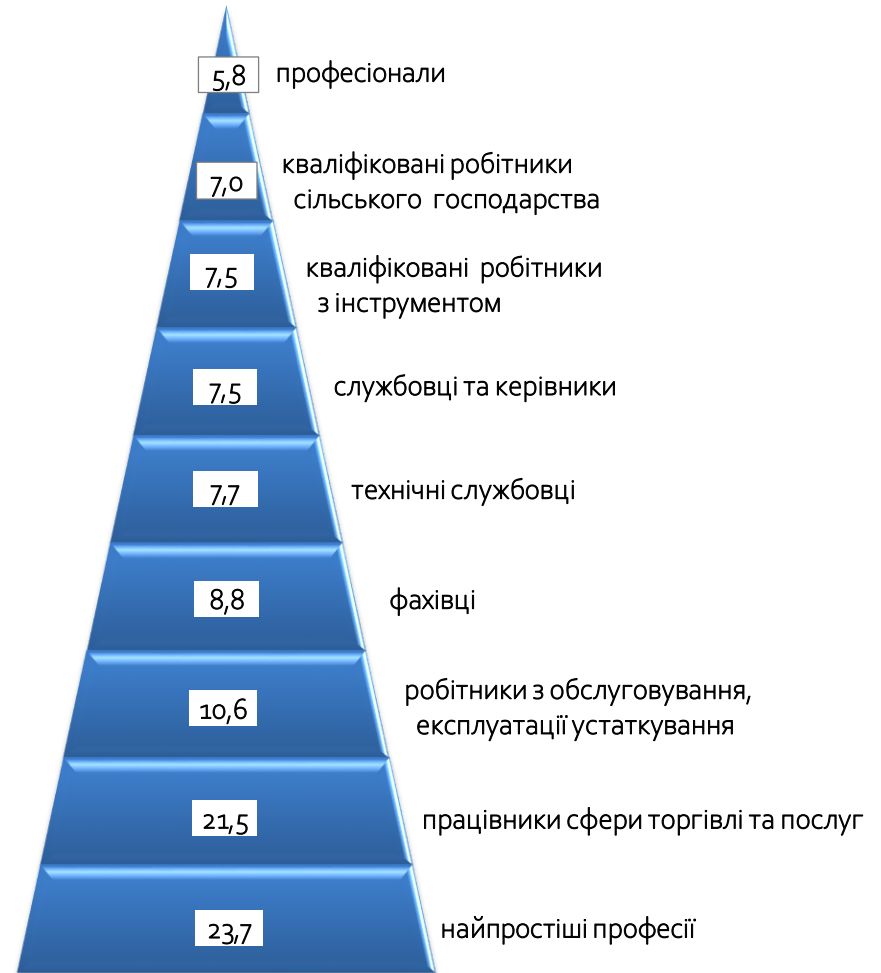 5,8 професіонали
7,0 кваліфіковані робітники
сільського господарства
7,5 кваліфіковані робітники
з інструментом
7,5 службовці та керівники
7,7 технічні службовці
8,8 фахівці
10,6 робітники з обслуговування,
експлуатації устаткування
21,5 працівники сфери торгівлі та послуг
23,7 найпростіші професії